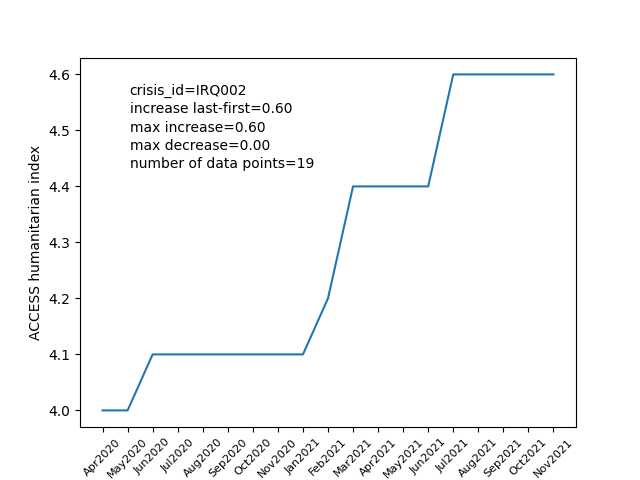 crisis_id=IRQ002
increase last-first=0.60
max increase=0.60
max decrease=0.00
number of data points=19
ACCESS humanitarian index
4.6
4.5
4.4
4.3
4.2
4.1
4.0
Apr2020
May2020
Jun2020
Jul2020
Aug2020
Sep2020
Oct2020
Nov2020
Jan2021
Feb2021
Mar2021
Apr2021
May2021
Jun2021
Jul2021
Aug2021
Sep2021
Oct2021
Nov2021